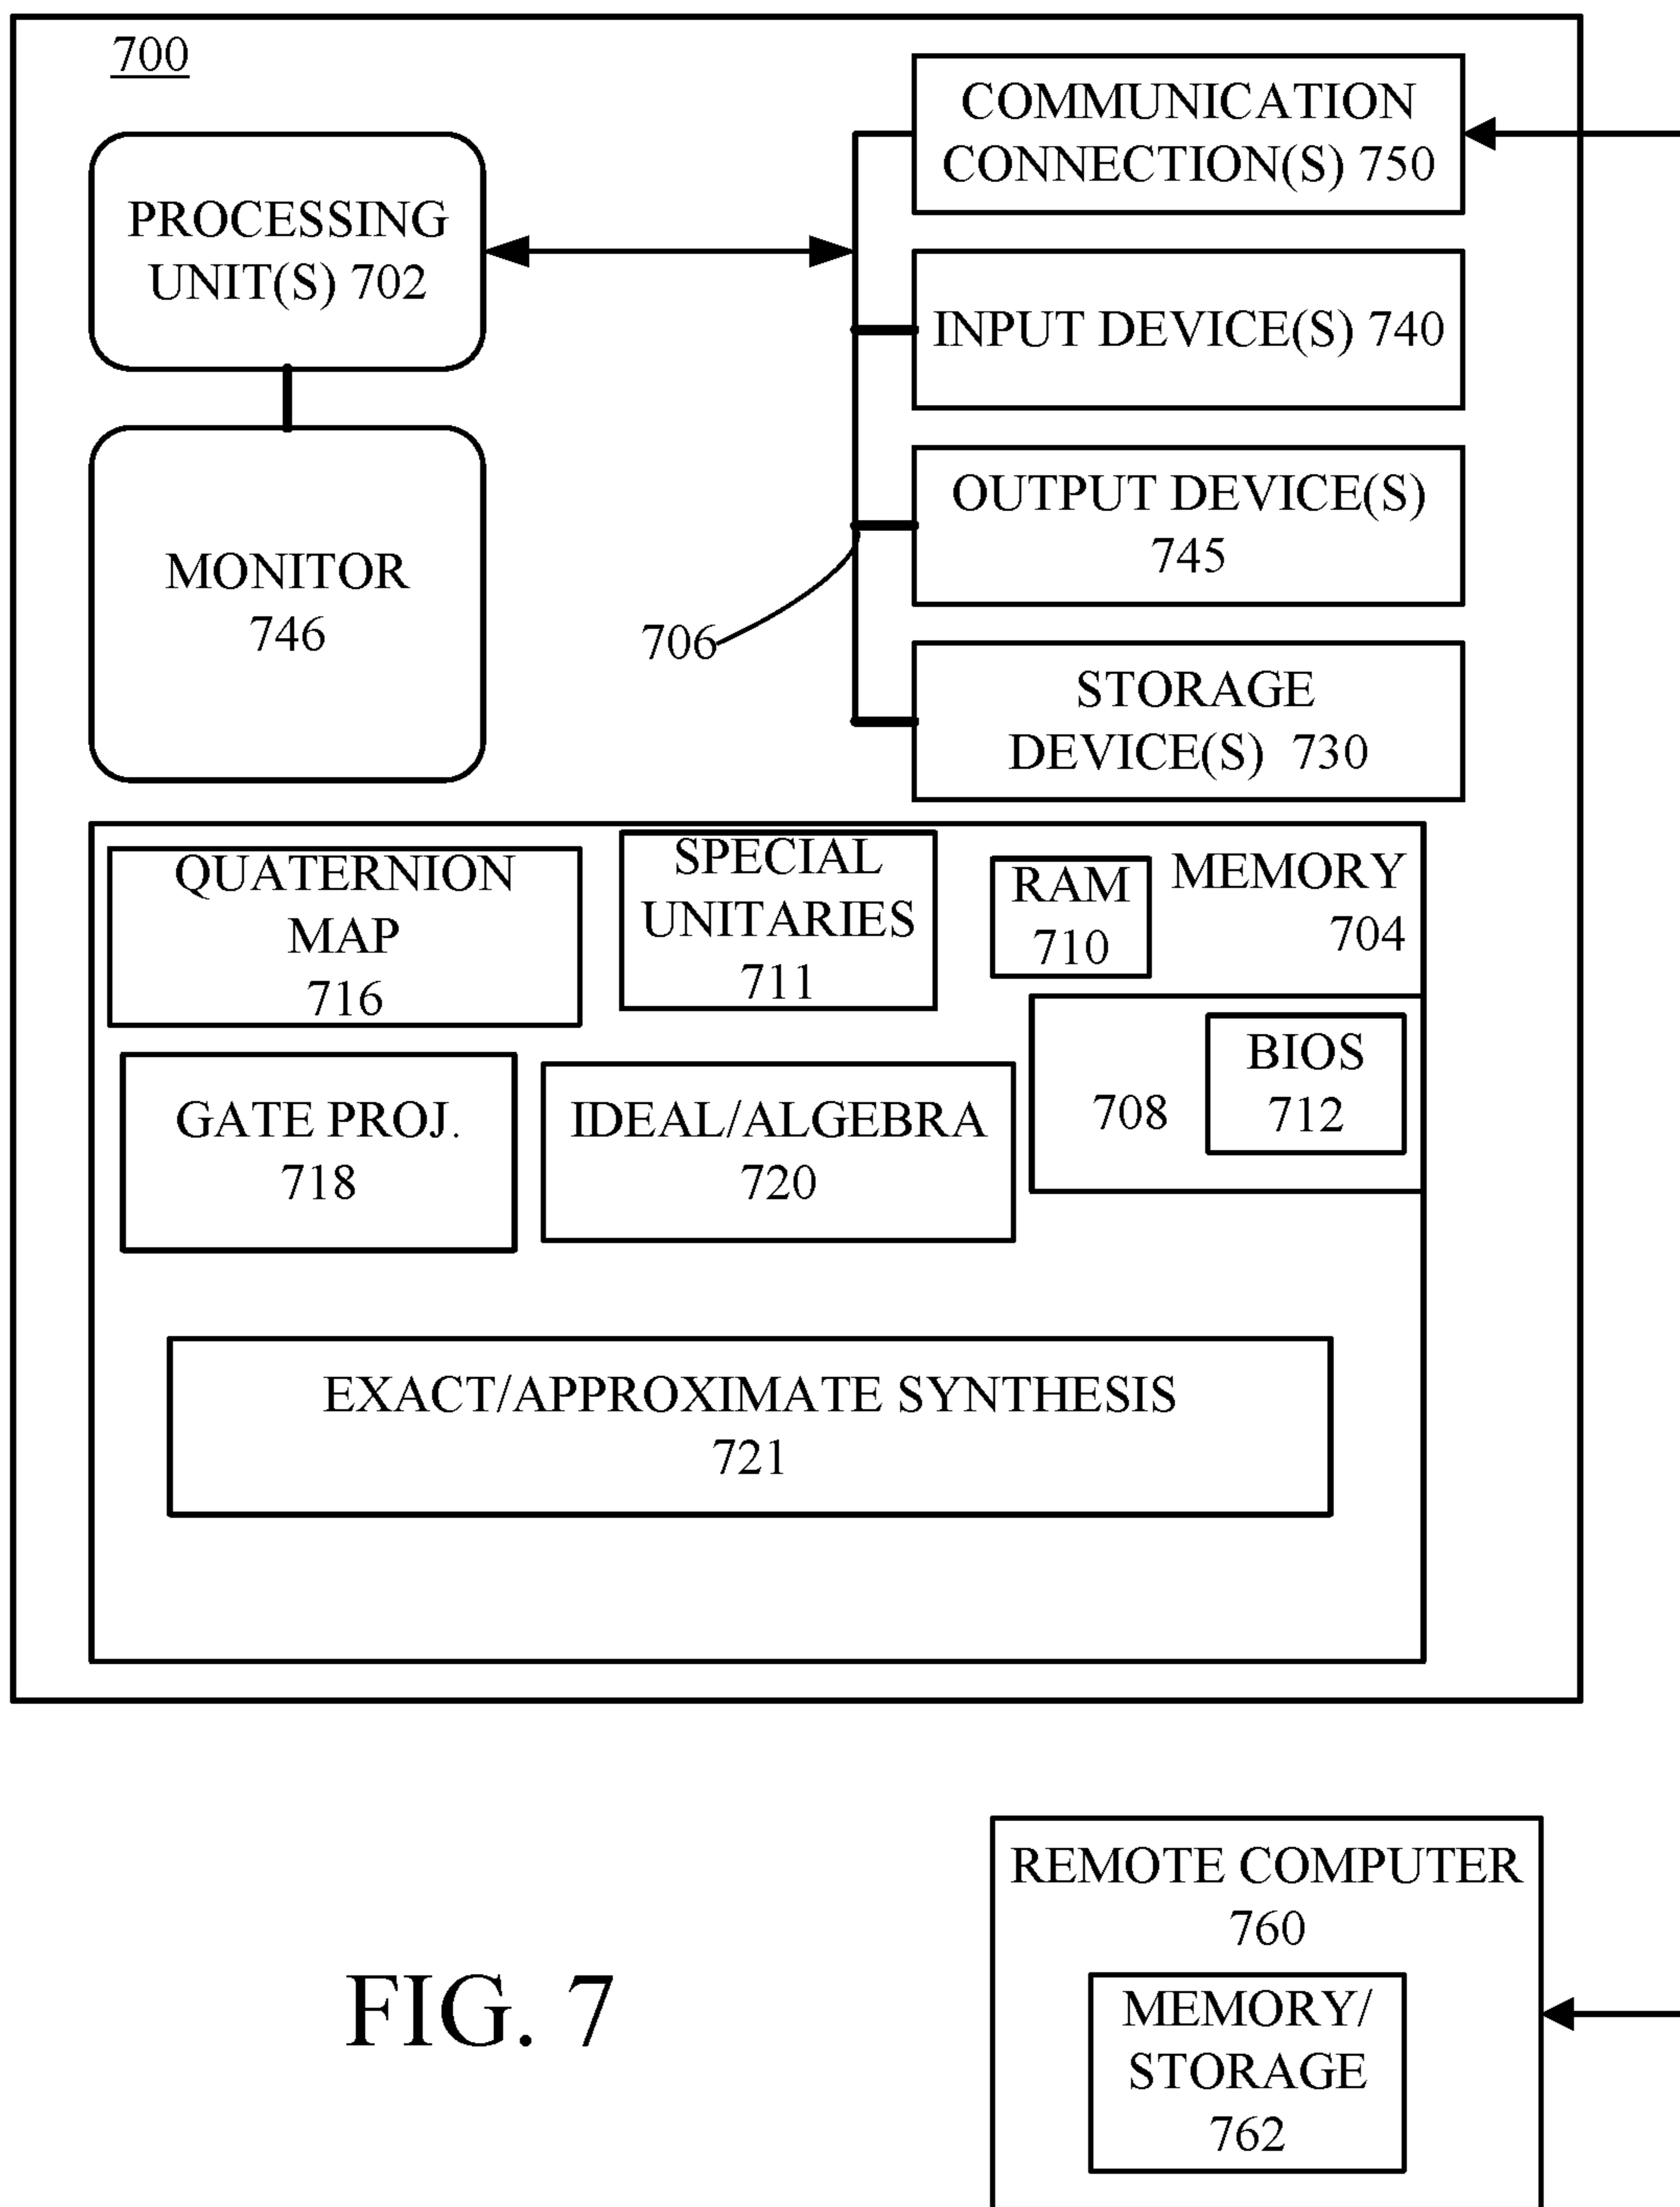 700
COMMUNICATION
CONNECTION(S) 750
PROCESSING
UNIT(S) 702
INPUT DEVICE(S) 740
OUTPUT DEVICE(S)
745
MONITOR
746
706
STORAGE
DEVICE(S) 730
QUATERNION
MAP
716
SPECIAL
UNITARIES
711
RAM
710
MEMORY
704
GATE PROJ.
718
IDEAL/ALGEBRA
720
708
BIOS
712
EXACT/APPROXIMATE SYNTHESIS
721
REMOTE COMPUTER
760
MEMORY/
STORAGE
762
FIG. 7